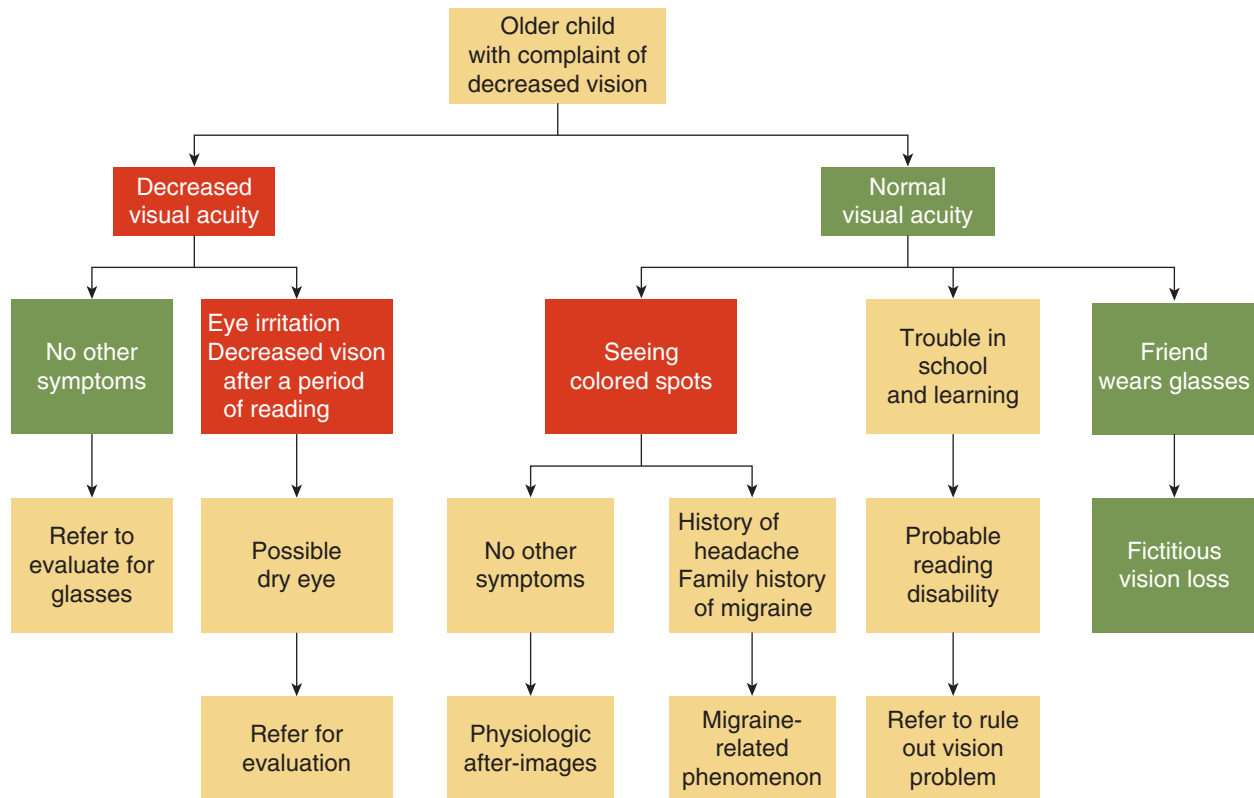 Older child
with complaint of
decreased vision
Decreased
visual acuity
Normal
visual acuity
No other
symptoms
Eye irritation
Decreased vison
after a period
of reading
Seeing
colored spots
Trouble in
school
and learning
Friend
wears glasses
Refer to
evaluate for
glasses
Possible
dry eye
No other
symptoms
History of
headache
Family history
of migraine
Probable
reading
disability
Fictitious
vision loss
Refer for
evaluation
Physiologic
after-images
Migraine-
related
phenomenon
Refer to rule
out vision
problem